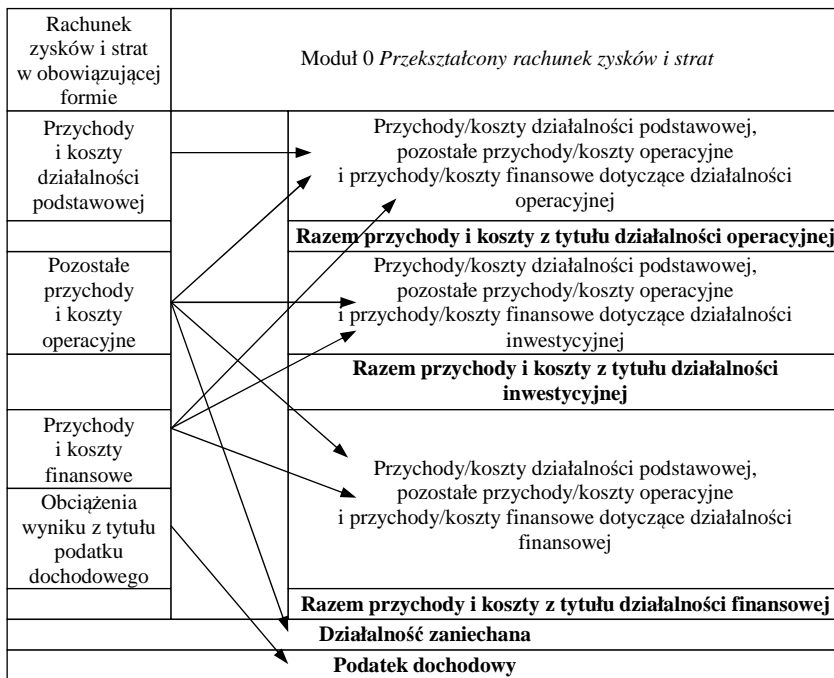 Rachunek
zysków i strat
w obowiązującej
formie
Moduł 0 Przekształcony rachunek zysków i strat
Przychody
i koszty
działalności
podstawowej
Przychody/koszty działalności podstawowej,
pozostałe przychody/koszty operacyjne
i przychody/koszty finansowe dotyczące działalności
operacyjnej
Razem przychody i koszty z tytułu działalności operacyjnej
Pozostałe
przychody
i koszty
operacyjne
Przychody/koszty działalności podstawowej,
pozostałe przychody/koszty operacyjne
i przychody/koszty finansowe dotyczące działalności
inwestycyjnej
Razem przychody i koszty z tytułu działalności
inwestycyjnej
Przychody
i koszty
finansowe
Obciążenia
wyniku z tytułu
podatku
dochodowego
Przychody/koszty działalności podstawowej,
pozostałe przychody/koszty operacyjne
i przychody/koszty finansowe dotyczące działalności
finansowej
Razem przychody i koszty z tytułu działalności finansowej
Działalność zaniechana
Podatek dochodowy